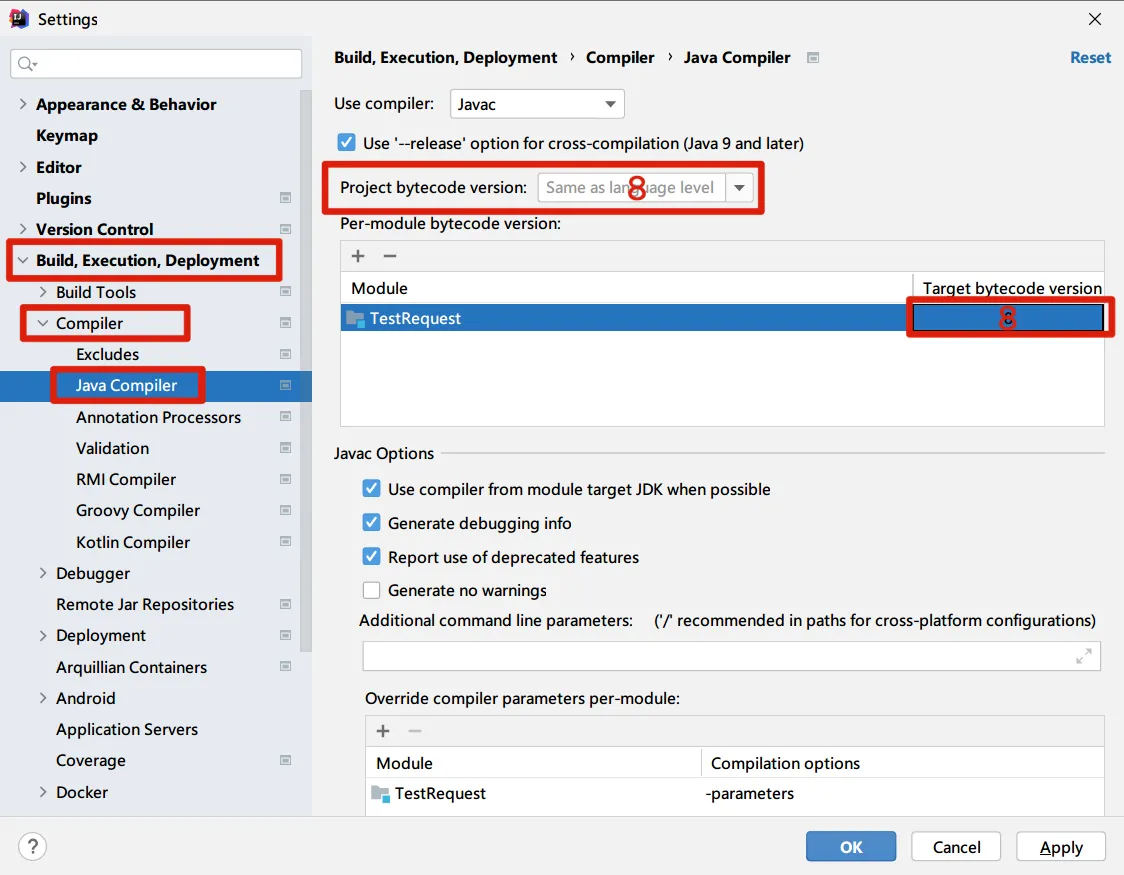 Settings
Build, Execution, Deployment › Compiler › Java Compiler
Reset
Appearance & Behavior
Keymap
Editor
Plugins
Version Control
Build, Execution, Deployment
Build Tools
Compiler
Excludes
Java Compiler
Annotation Processors
Validation
RMI Compiler
Groovy Compiler
Kotlin Compiler
Debugger
Remote Jar Repositories
Deployment
Arquillian Containers
Android
Application Servers
Coverage
Docker
Use compiler: Javac
Use '--release' option for cross-compilation (Java 9 and later)
Project bytecode version: Same as language level
8
Per-module bytecode version:
Module Target bytecode version
TestRequest 8
Javac Options
Use compiler from module target JDK when possible
Generate debugging info
Report use of deprecated features
Generate no warnings
Additional command line parameters: ('/' recommended in paths for cross-platform configurations)
Override compiler parameters per-module:
Module Compilation options
TestRequest -parameters
? OK Cancel Apply